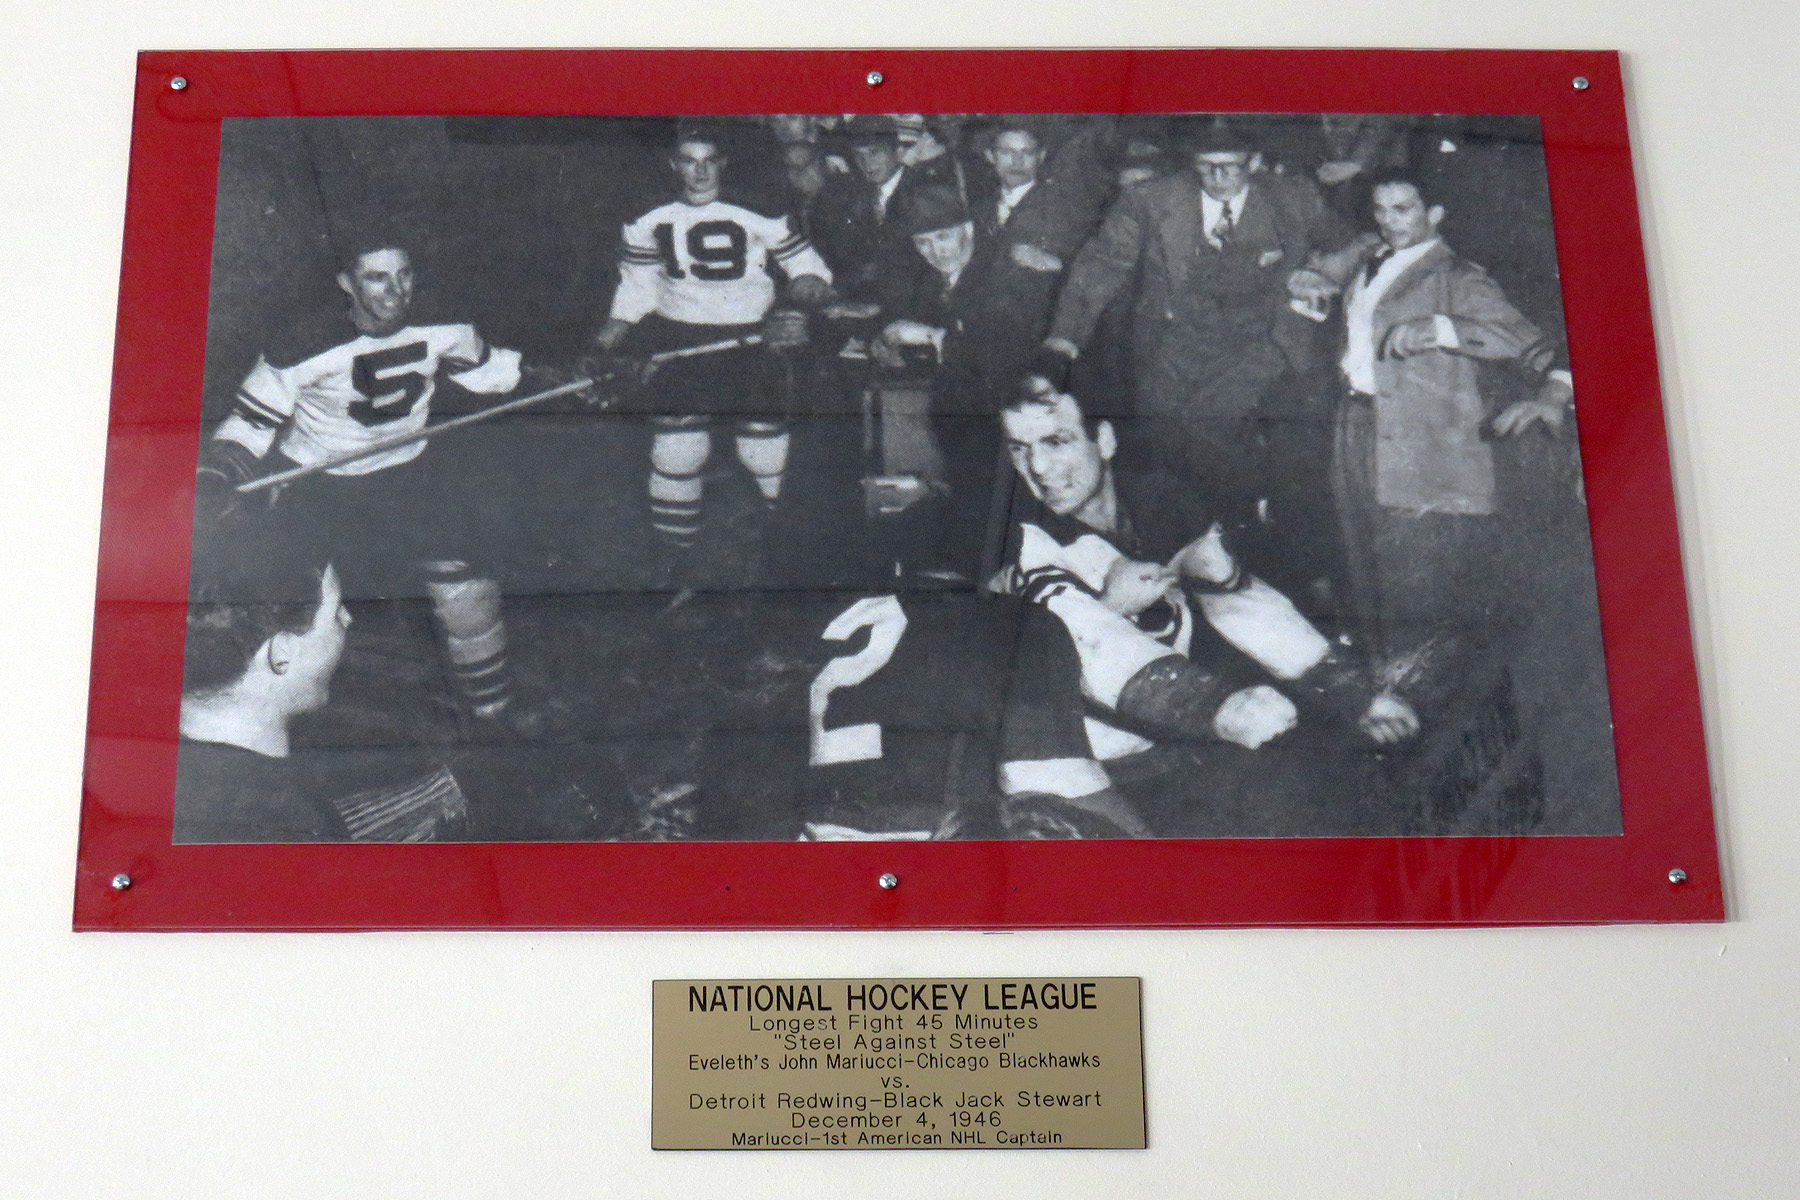 19
5
2
NATIONAL HOCKEY LEAGUE
Longest Fight 45 Minutes
"Steel Against Steel"
Eveleth's John Mariucci-Chicago Blackhawks
vs.
Detroit Redwing-Black Jack Stewart
December 4, 1946
Mariucci-1st American NHL Captain